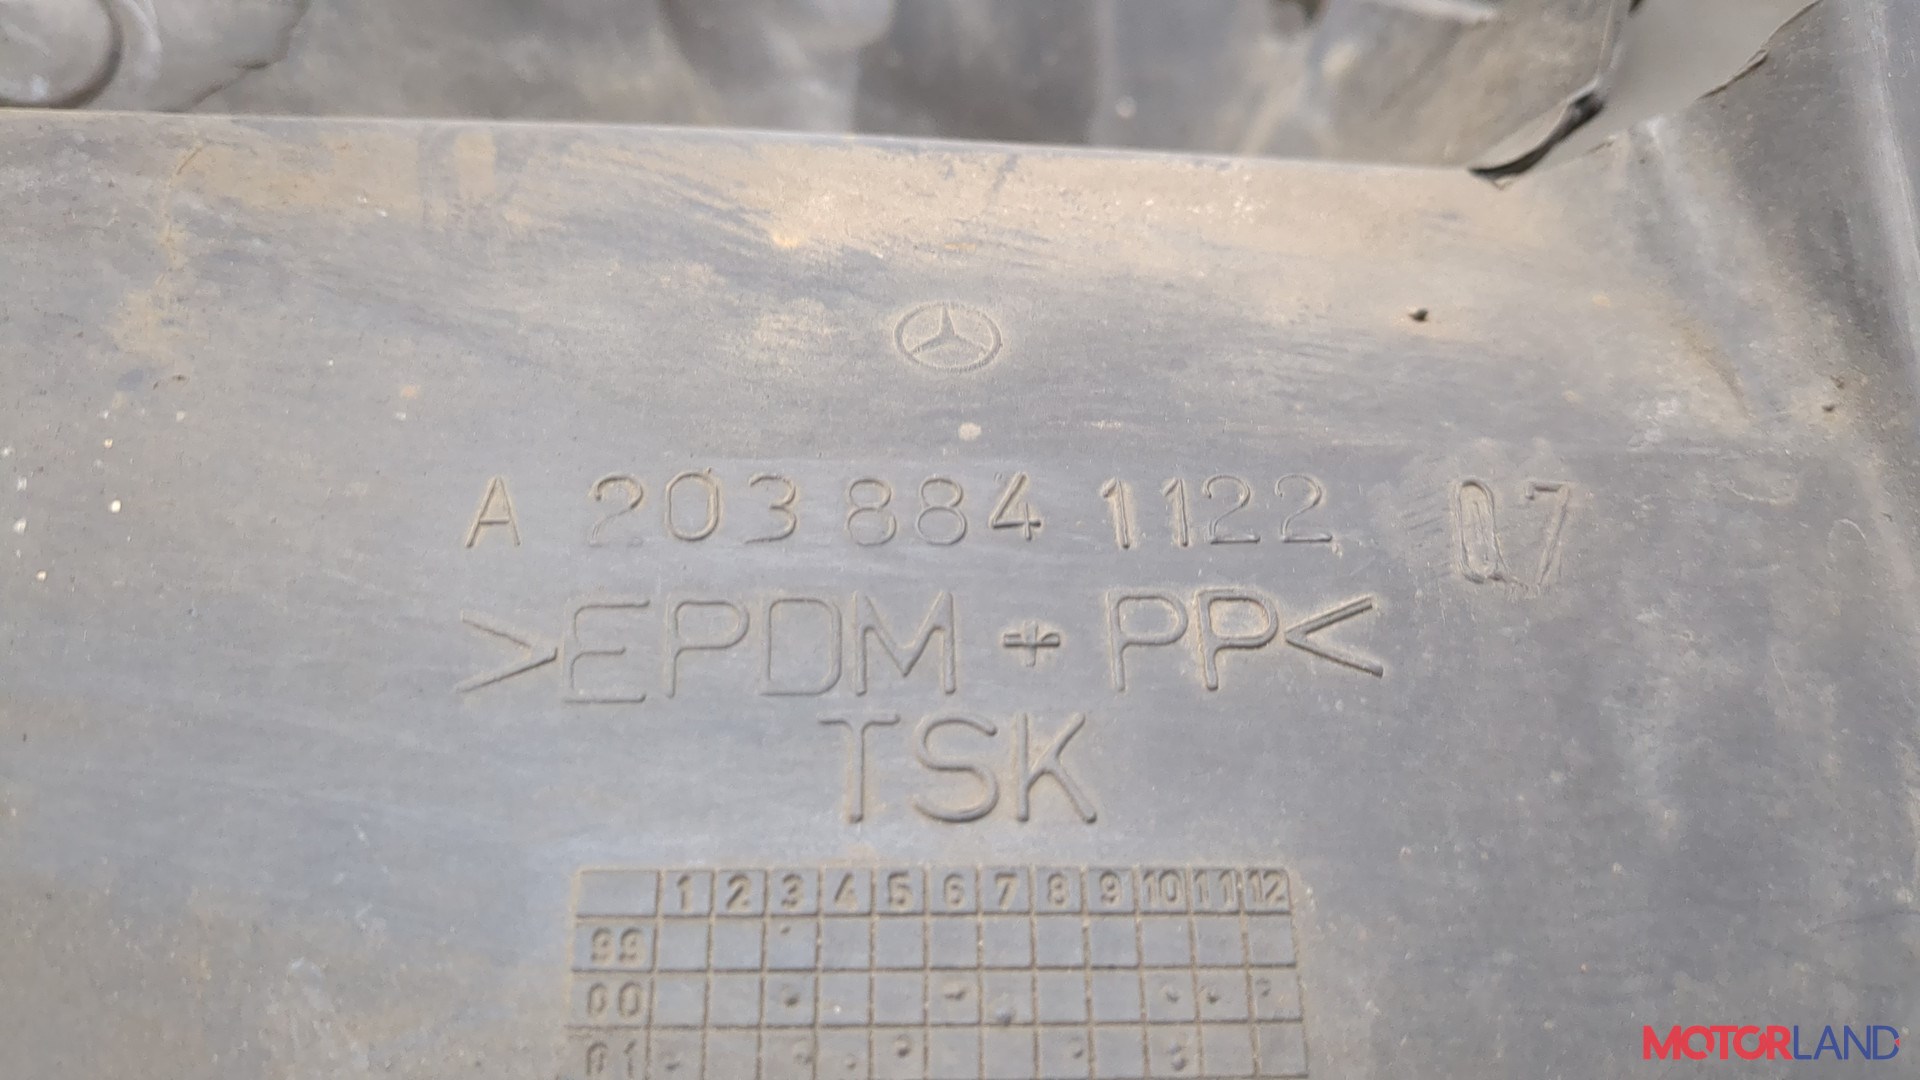 A 203 884 1122 07
>EPDM + PP<
TSK
1 2 3 4 5 6 7 8 9 10 11 12
99
00
01
MOTORLAND